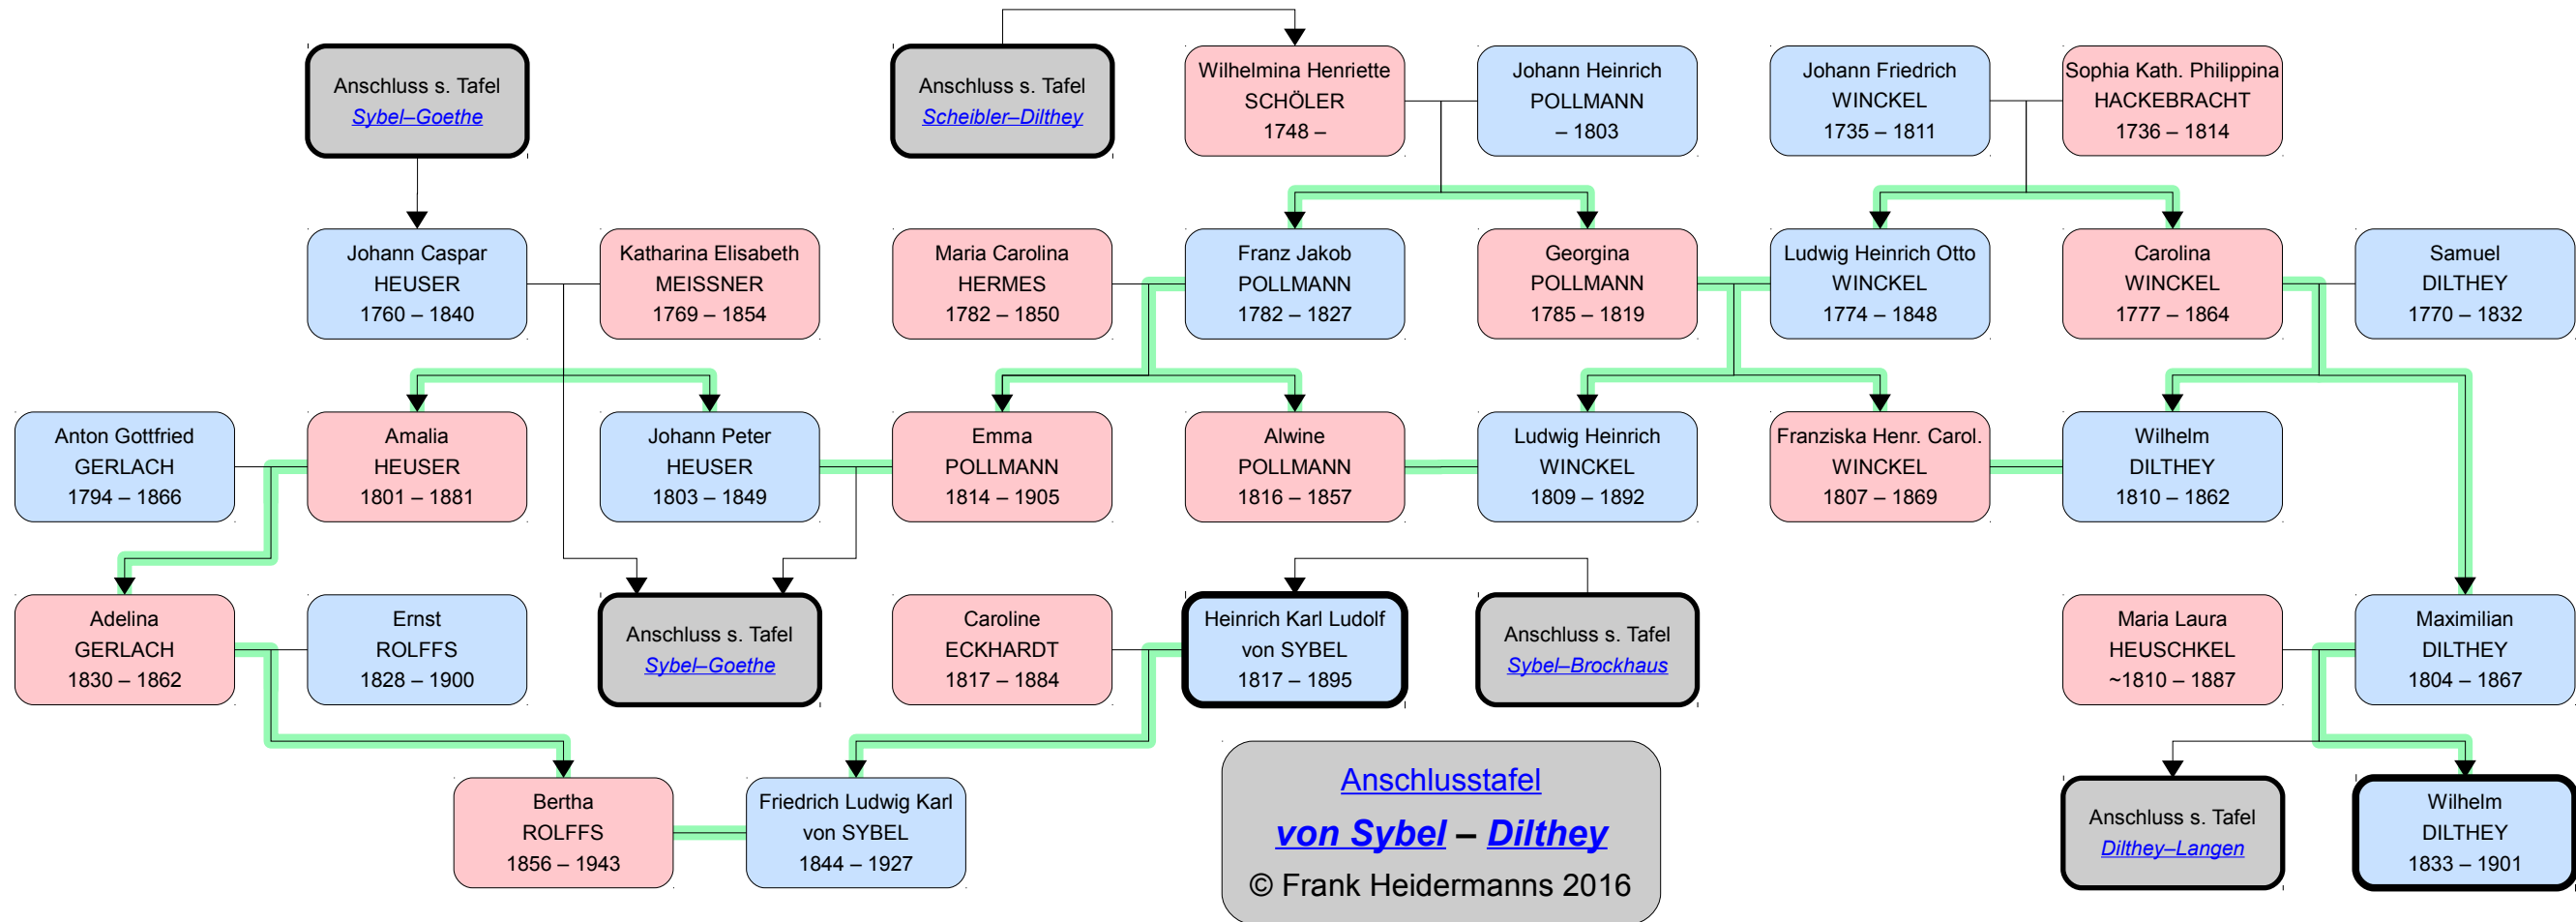 Anschluss s. Tafel
Sybel–Goethe
Anschluss s. Tafel
Scheibler–Dilthey
Wilhelmina Henriette
SCHÖLER
1748 –
Johann Heinrich
POLLMANN
– 1803
Johann Friedrich
WINCKEL
1735 – 1811
Sophia Kath. Philippina
HACKEBRACHT
1736 – 1814
Johann Caspar
HEUSER
1760 – 1840
Katharina Elisabeth
MEISSNER
1769 – 1854
Maria Carolina
HERMES
1782 – 1850
Franz Jakob
POLLMANN
1782 – 1827
Georgina
POLLMANN
1785 – 1819
Ludwig Heinrich Otto
WINCKEL
1774 – 1848
Carolina
WINCKEL
1777 – 1864
Samuel
DILTHEY
1770 – 1832
Anton Gottfried
GERLACH
1794 – 1866
Amalia
HEUSER
1801 – 1881
Johann Peter
HEUSER
1803 – 1849
Emma
POLLMANN
1814 – 1905
Alwine
POLLMANN
1816 – 1857
Ludwig Heinrich
WINCKEL
1809 – 1892
Franziska Henr. Carol.
WINCKEL
1807 – 1869
Wilhelm
DILTHEY
1810 – 1862
Adelina
GERLACH
1830 – 1862
Ernst
ROLFFS
1828 – 1900
Anschluss s. Tafel
Sybel–Goethe
Caroline
ECKHARDT
1817 – 1884
Heinrich Karl Ludolf
von SYBEL
1817 – 1895
Anschluss s. Tafel
Sybel–Brockhaus
Maria Laura
HEUSCHKEL
~1810 – 1887
Maximilian
DILTHEY
1804 – 1867
Bertha
ROLFFS
1856 – 1943
Friedrich Ludwig Karl
von SYBEL
1844 – 1927
Anschlusstafel
von Sybel – Dilthey
© Frank Heidermanns 2016
Anschluss s. Tafel
Dilthey–Langen
Wilhelm
DILTHEY
1833 – 1901